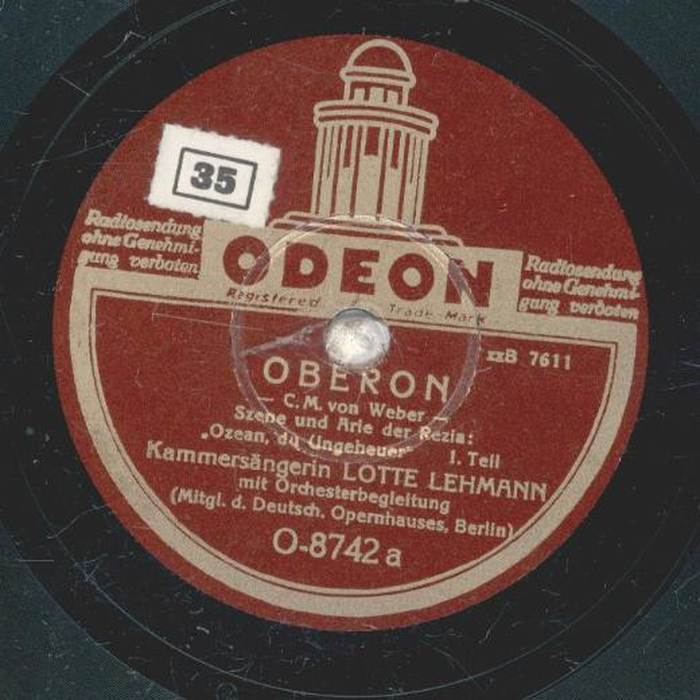 35
Radiosendung
ohne Genehmi-
gung verboten
ODEON
Radiosendung
ohne Genehmi-
gung verboten
Registered Trade Mark
xxB 7611
OBERON
— C. M. von Weber —
Szene und Arie der Rezia:
„Ozean, du Ungeheuer“ I. Teil
Kammersängerin LOTTE LEHMANN
mit Orchesterbegleitung
(Mitgl. d. Deutsch. Opernhauses, Berlin)
O-8742 a